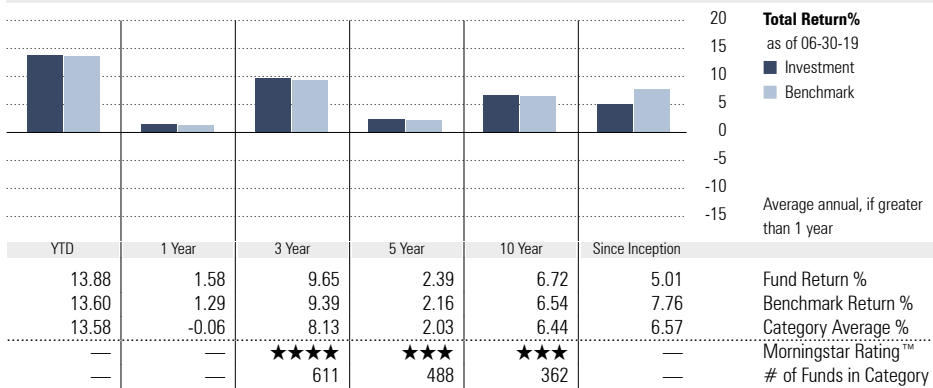 20
15
10
5
0
-5
-10
-15
Total Return%
as of 06-30-19
Investment
Benchmark
Average annual, if greater
than 1 year
YTD 1 Year 3 Year 5 Year 10 Year Since Inception
13.88 1.58 9.65 2.39 6.72 5.01 Fund Return %
13.60 1.29 9.39 2.16 6.54 7.76 Benchmark Return %
13.58 -0.06 8.13 2.03 6.44 6.57 Category Average %
— — ★★★★ ★★★ ★★★ — Morningstar Rating™
— — 611 488 362 — # of Funds in Category